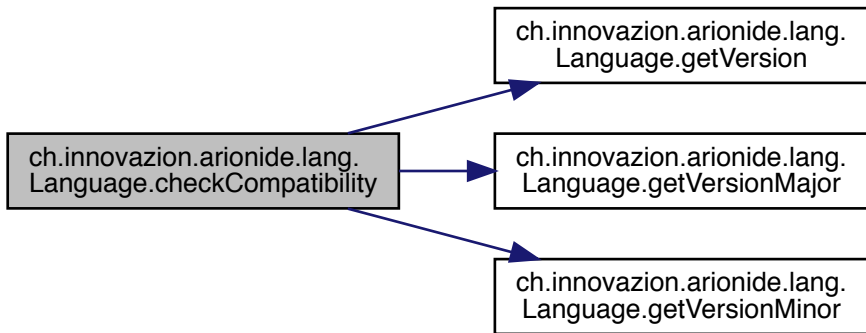 ch.innovazion.arionide.lang.
Language.checkCompatibility
ch.innovazion.arionide.lang.
Language.getVersion
ch.innovazion.arionide.lang.
Language.getVersionMajor
ch.innovazion.arionide.lang.
Language.getVersionMinor